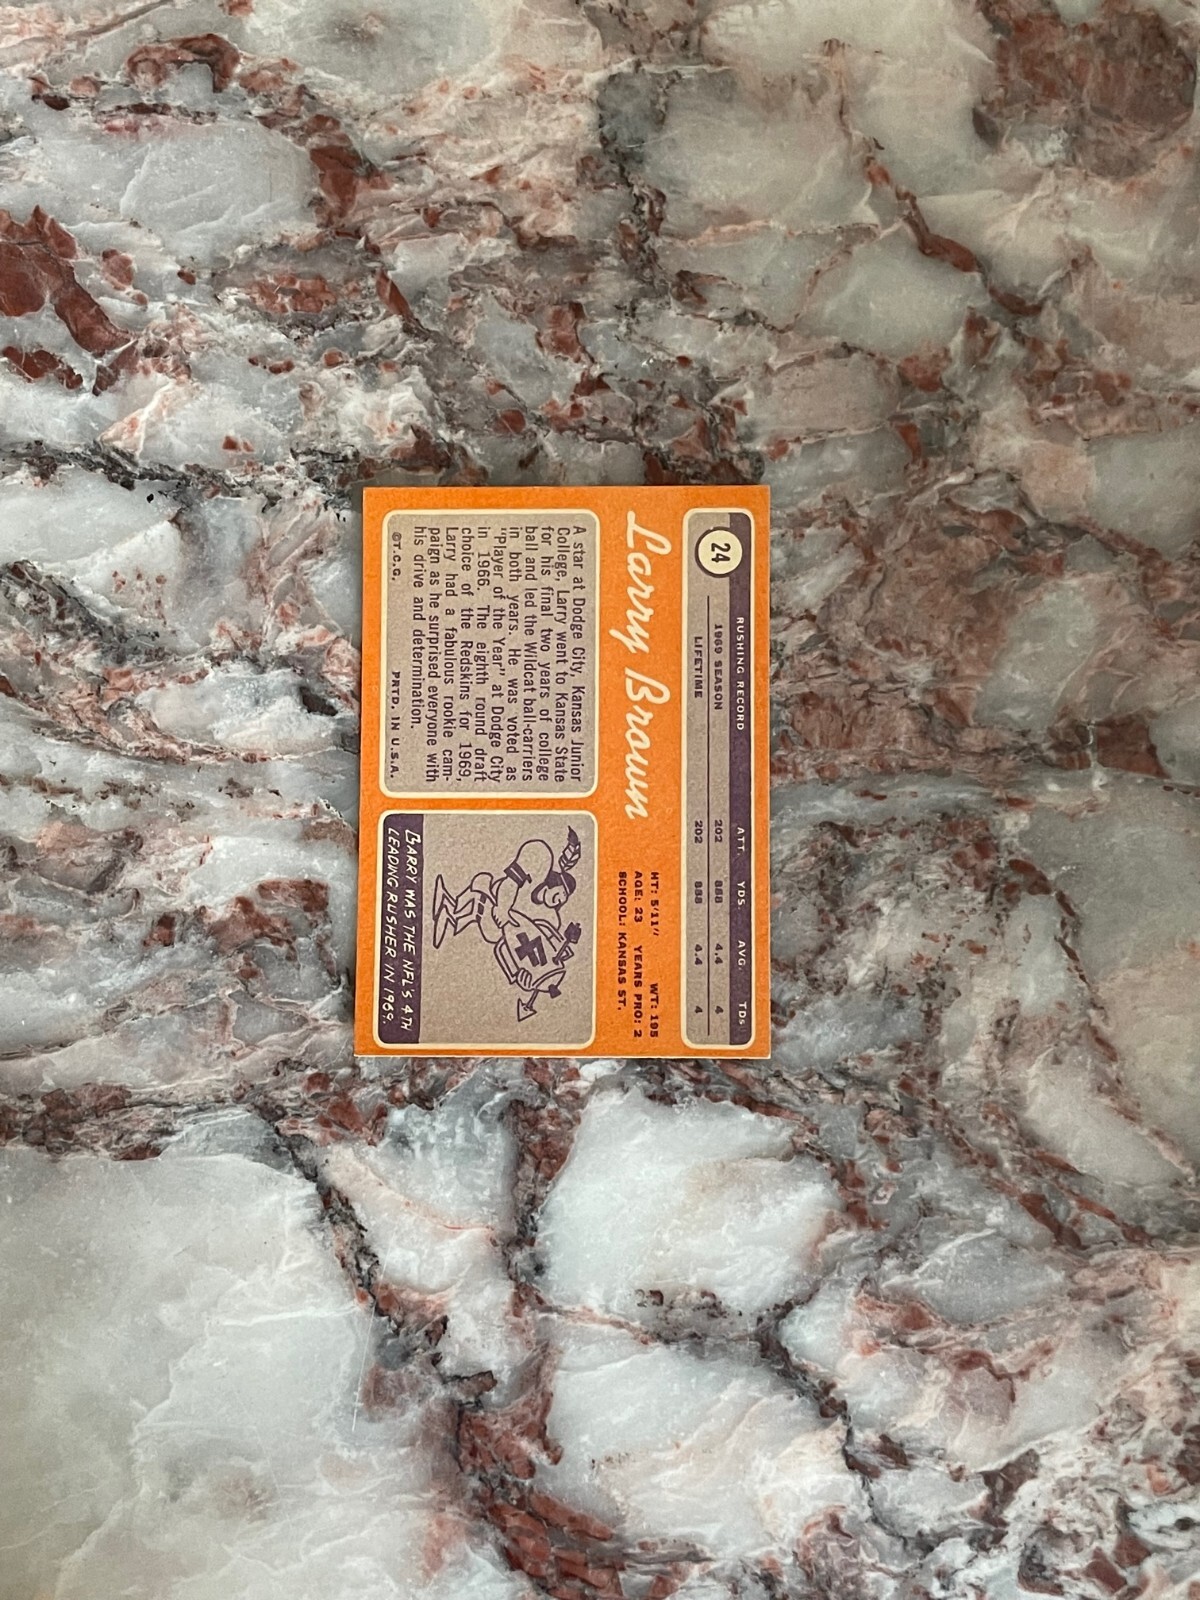 24
RUSHING RECORD ATT. YDS. AVG. TDs
1969 SEASON 202 888 4.4 4
LIFETIME 202 888 4.4 4
Larry Brown
HT: 5'11" WT: 195
AGE: 23 YEARS PRO: 2
SCHOOL: KANSAS ST.
A star at Dodge City, Kansas Junior
College, Larry went to Kansas State
for his final two years of college
ball and led the Wildcat ball-carriers
in both years. He was voted as
"Player of the Year" at Dodge City
in 1966. The eighth round draft
choice of the Redskins for 1969,
Larry had a fabulous rookie cam-
paign as he surprised everyone with
his drive and determination.
©T.C.G. PRTD. IN U.S.A.
LARRY WAS THE NFL'S 4TH
LEADING RUSHER IN 1969.